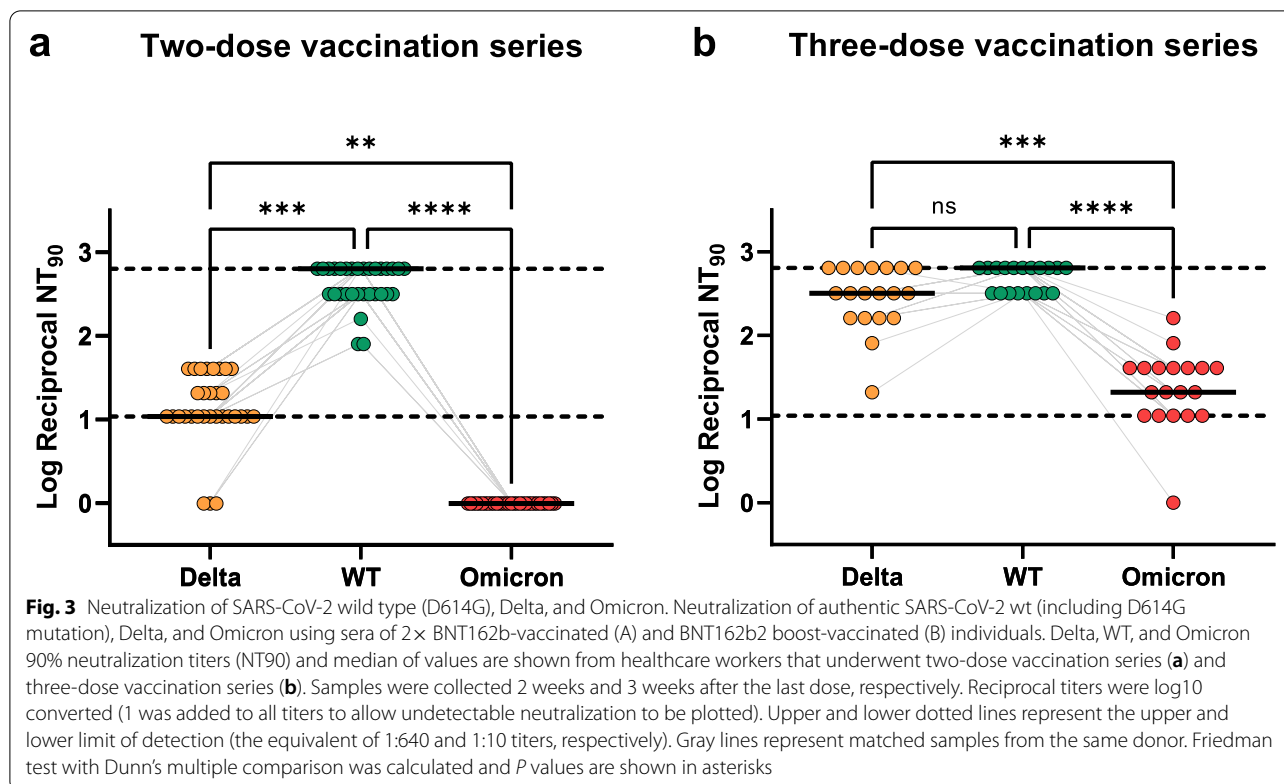 a Two-dose vaccination series
b Three-dose vaccination series
**
*** ****
***
ns ****
Log Reciprocal NT90
3
2
1
0
Delta WT Omicron
Log Reciprocal NT90
3
2
1
0
Delta WT Omicron
Fig. 3 Neutralization of SARS-CoV-2 wild type (D614G), Delta, and Omicron. Neutralization of authentic SARS-CoV-2 wt (including D614G
mutation), Delta, and Omicron using sera of 2× BNT162b-vaccinated (A) and BNT162b2 boost-vaccinated (B) individuals. Delta, WT, and Omicron
90% neutralization titers (NT90) and median of values are shown from healthcare workers that underwent two-dose vaccination series (a) and
three-dose vaccination series (b). Samples were collected 2 weeks and 3 weeks after the last dose, respectively. Reciprocal titers were log10
converted (1 was added to all titers to allow undetectable neutralization to be plotted). Upper and lower dotted lines represent the upper and
lower limit of detection (the equivalent of 1:640 and 1:10 titers, respectively). Gray lines represent matched samples from the same donor. Friedman
test with Dunn's multiple comparison was calculated and P values are shown in asterisks